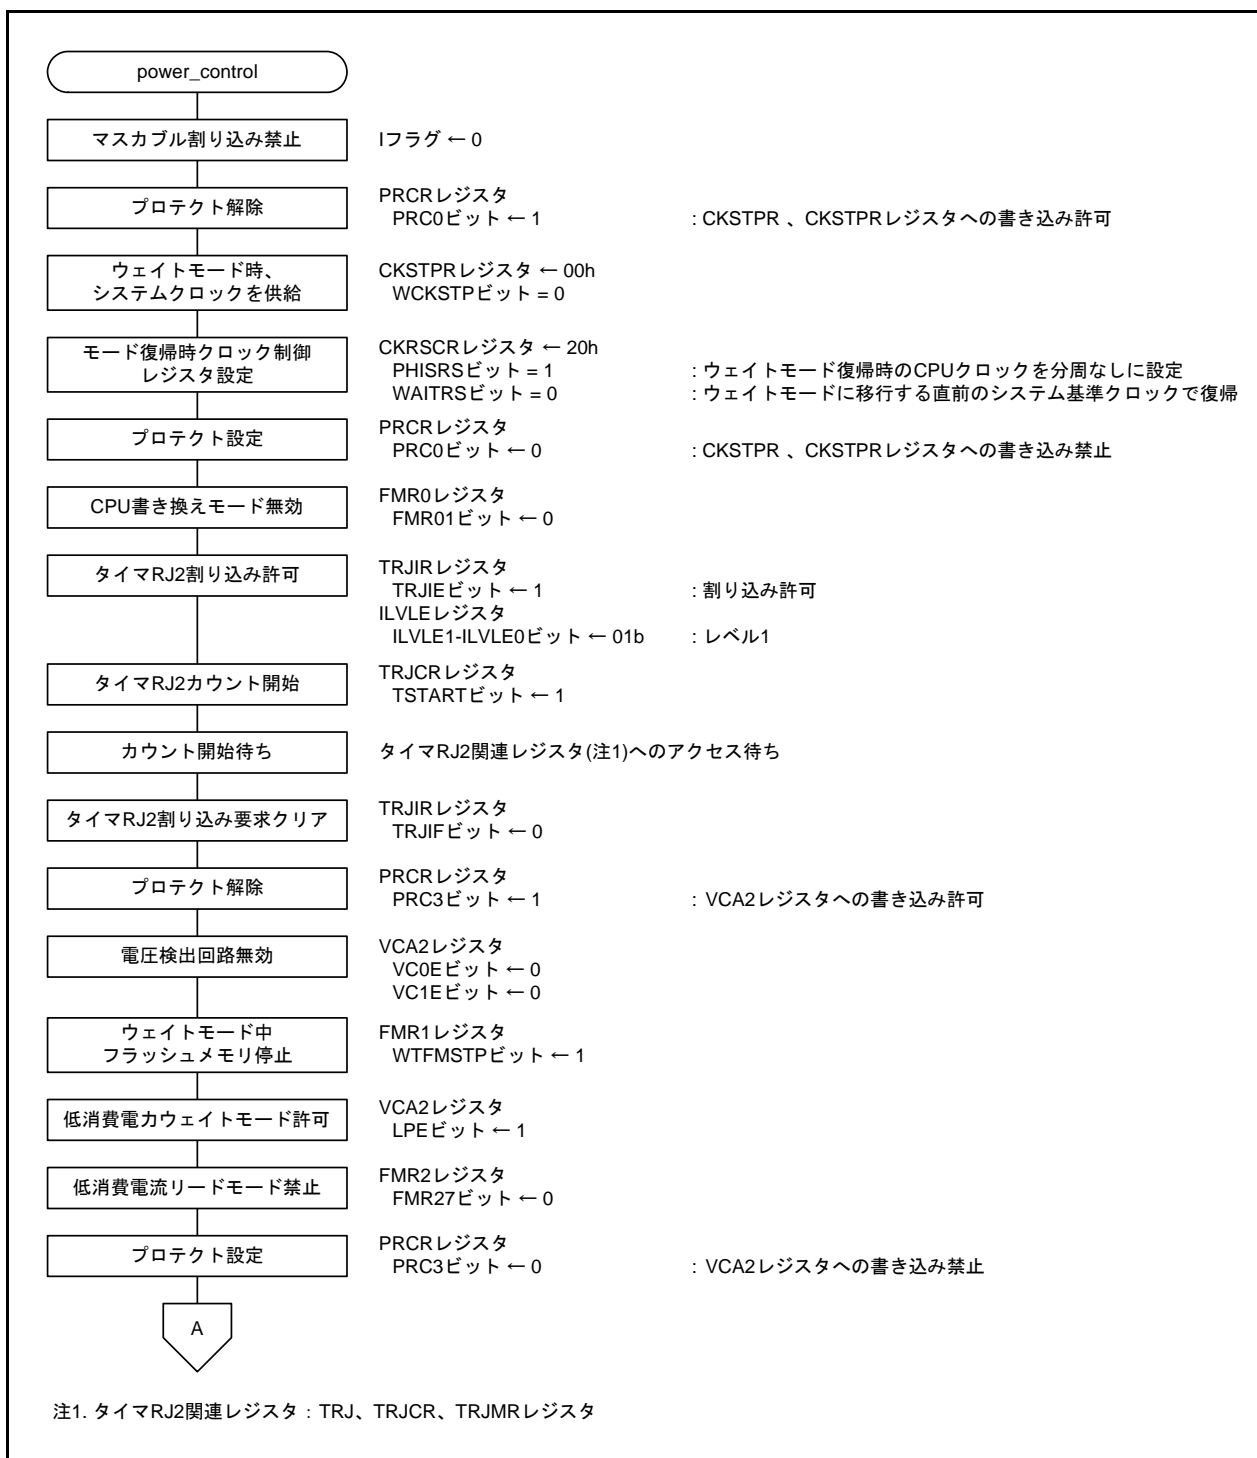 power_control
マスカブル割り込み禁止
Iフラグ ← 0
プロテクト解除
PRCRレジスタ
PRC0ビット ← 1 : CKSTPR 、CKSTPRレジスタへの書き込み許可
ウェイトモード時、
システムクロックを供給
CKSTPRレジスタ ← 00h
WCKSTPビット = 0
モード復帰時クロック制御
レジスタ設定
CKRSCRレジスタ ← 20h
PHISRSビット = 1 : ウェイトモード復帰時のCPUクロックを分周なしに設定
WAITRSビット = 0 : ウェイトモードに移行する直前のシステム基準クロックで復帰
プロテクト設定
PRCRレジスタ
PRC0ビット ← 0 : CKSTPR 、CKSTPRレジスタへの書き込み禁止
CPU書き換えモード無効
FMR0レジスタ
FMR01ビット ← 0
タイマRJ2割り込み許可
TRJIRレジスタ
TRJIEビット ← 1 : 割り込み許可
ILVLEレジスタ
ILVLE1-ILVLE0ビット ← 01b : レベル1
タイマRJ2カウント開始
TRJCRレジスタ
TSTARTビット ← 1
カウント開始待ち
タイマRJ2関連レジスタ(注1)へのアクセス待ち
タイマRJ2割り込み要求クリア
TRJIRレジスタ
TRJIFビット ← 0
プロテクト解除
PRCRレジスタ
PRC3ビット ← 1 : VCA2レジスタへの書き込み許可
電圧検出回路無効
VCA2レジスタ
VC0Eビット ← 0
VC1Eビット ← 0
ウェイトモード中
フラッシュメモリ停止
FMR1レジスタ
WTFMSTPビット ← 1
低消費電力ウェイトモード許可
VCA2レジスタ
LPEビット ← 1
低消費電流リードモード禁止
FMR2レジスタ
FMR27ビット ← 0
プロテクト設定
PRCRレジスタ
PRC3ビット ← 0 : VCA2レジスタへの書き込み禁止
A
注1. タイマRJ2関連レジスタ : TRJ、TRJCR、TRJMRレジスタ